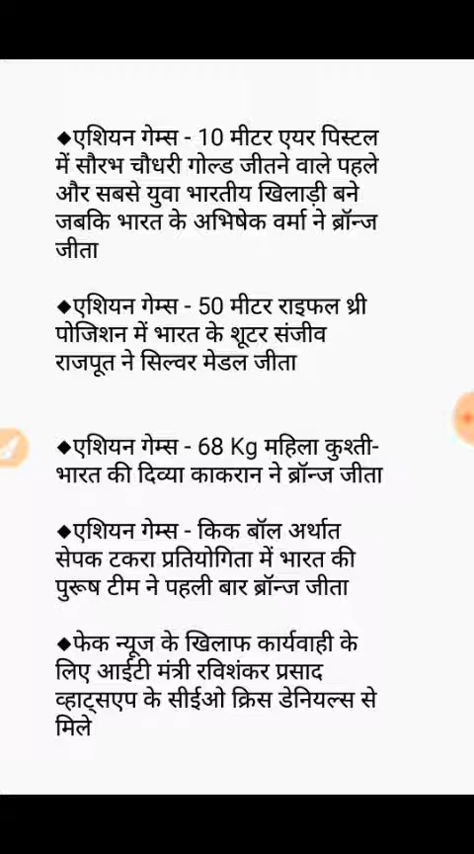 ◆एशियन गेम्स - 10 मीटर एयर पिस्टल
में सौरभ चौधरी गोल्ड जीतने वाले पहले
और सबसे युवा भारतीय खिलाड़ी बने
जबकि भारत के अभिषेक वर्मा ने ब्रॉन्ज
जीता
◆एशियन गेम्स - 50 मीटर राइफल थ्री
पोजिशन में भारत के शूटर संजीव
राजपूत ने सिल्वर मेडल जीता
◆एशियन गेम्स - 68 Kg महिला कुश्ती-
भारत की दिव्या काकरान ने ब्रॉन्ज जीता
◆एशियन गेम्स - किक बॉल अर्थात
सेपक टकरा प्रतियोगिता में भारत की
पुरूष टीम ने पहली बार ब्रॉन्ज जीता
◆फेक न्यूज के खिलाफ कार्यवाही के
लिए आईटी मंत्री रविशंकर प्रसाद
व्हाट्सएप के सीईओ क्रिस डेनियल्स से
मिले